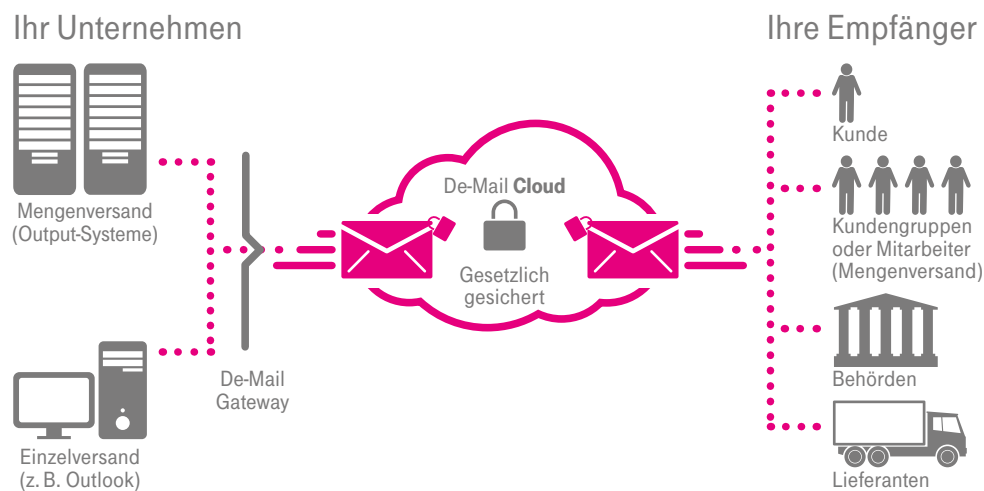 Ihr Unternehmen
Mengenversand
(Output-Systeme)
Einzelversand
(z. B. Outlook)
De-Mail
Gateway
De-Mail Cloud
Gesetzlich
gesichert
Ihre Empfänger
Kunde
Kundengruppen
oder Mitarbeiter
(Mengenversand)
Behörden
Lieferanten